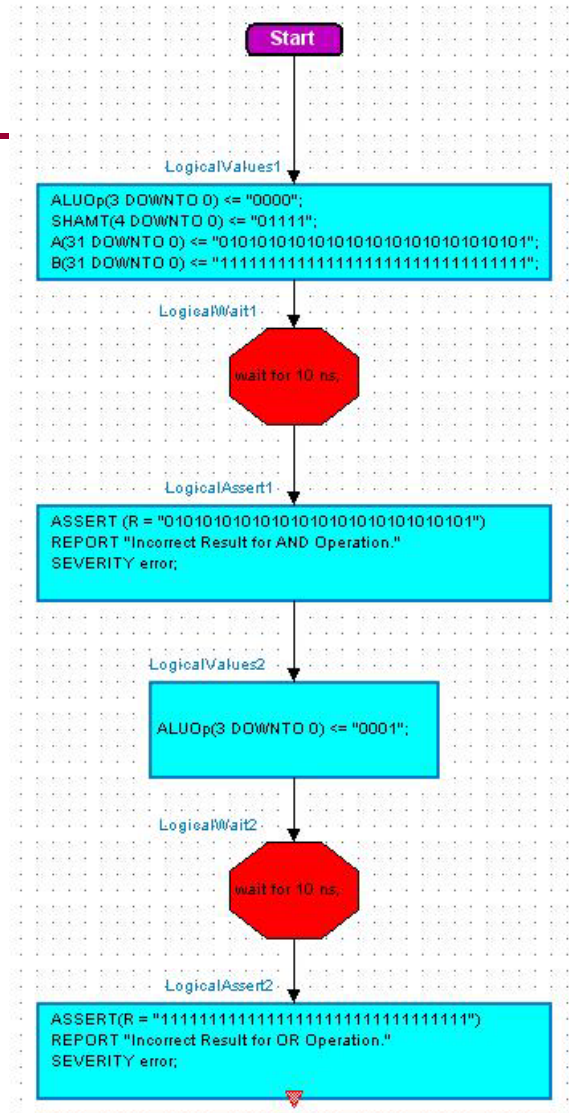 Start
LogicalValues1
ALUOp(3 DOWNTO 0) <= "0000";
SHAMT(4 DOWNTO 0) <= "01111";
A(31 DOWNTO 0) <= "01010101010101010101010101010101";
B(31 DOWNTO 0) <= "11111111111111111111111111111111";
LogicalWait1
wait for 10 ns;
LogicalAssert1
ASSERT (R = "01010101010101010101010101010101")
REPORT "Incorrect Result for AND Operation."
SEVERITY error;
LogicalValues2
ALUOp(3 DOWNTO 0) <= "0001";
LogicalWait2
wait for 10 ns;
LogicalAssert2
ASSERT(R = "11111111111111111111111111111111")
REPORT "Incorrect Result for OR Operation."
SEVERITY error;